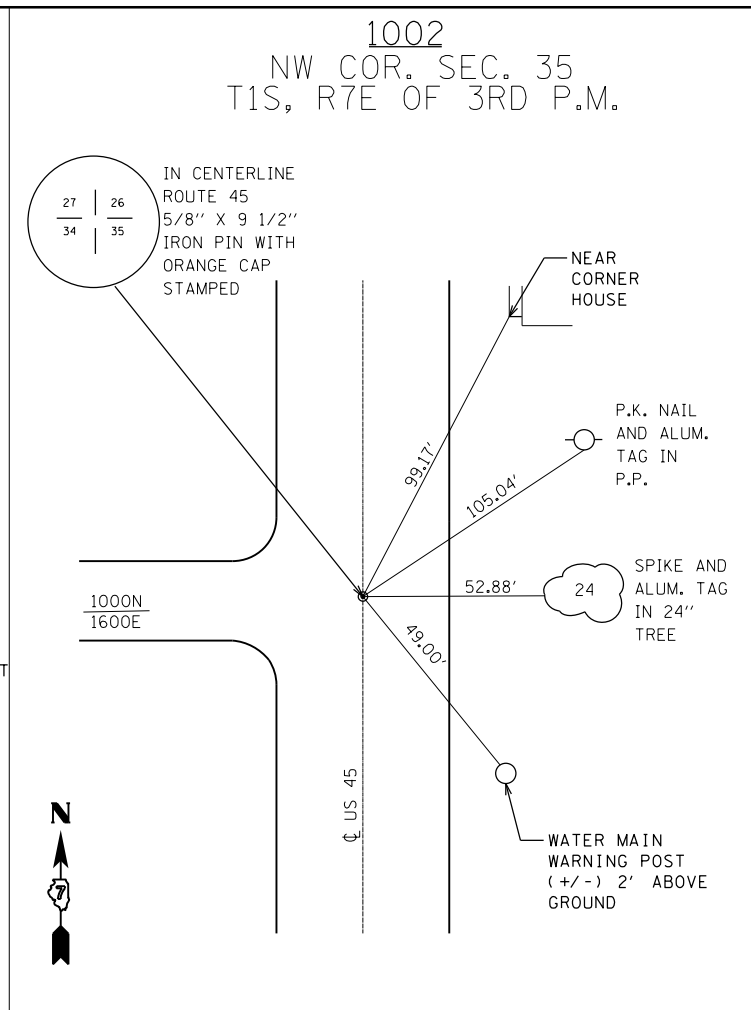 1002
NW COR. SEC. 35
T1S, R7E OF 3RD P.M.
27 26
34 35
IN CENTERLINE
ROUTE 45
5/8'' X 9 1/2''
IRON PIN WITH
ORANGE CAP
STAMPED
NEAR
CORNER
HOUSE
P.K. NAIL
AND ALUM.
TAG IN
P.P.
99.17'
105.04'
52.88'
24
SPIKE AND
ALUM. TAG
IN 24''
TREE
1000N
1600E
49.00'
T
℄ US 45
N
7
WATER MAIN
WARNING POST
(+/-) 2' ABOVE
GROUND